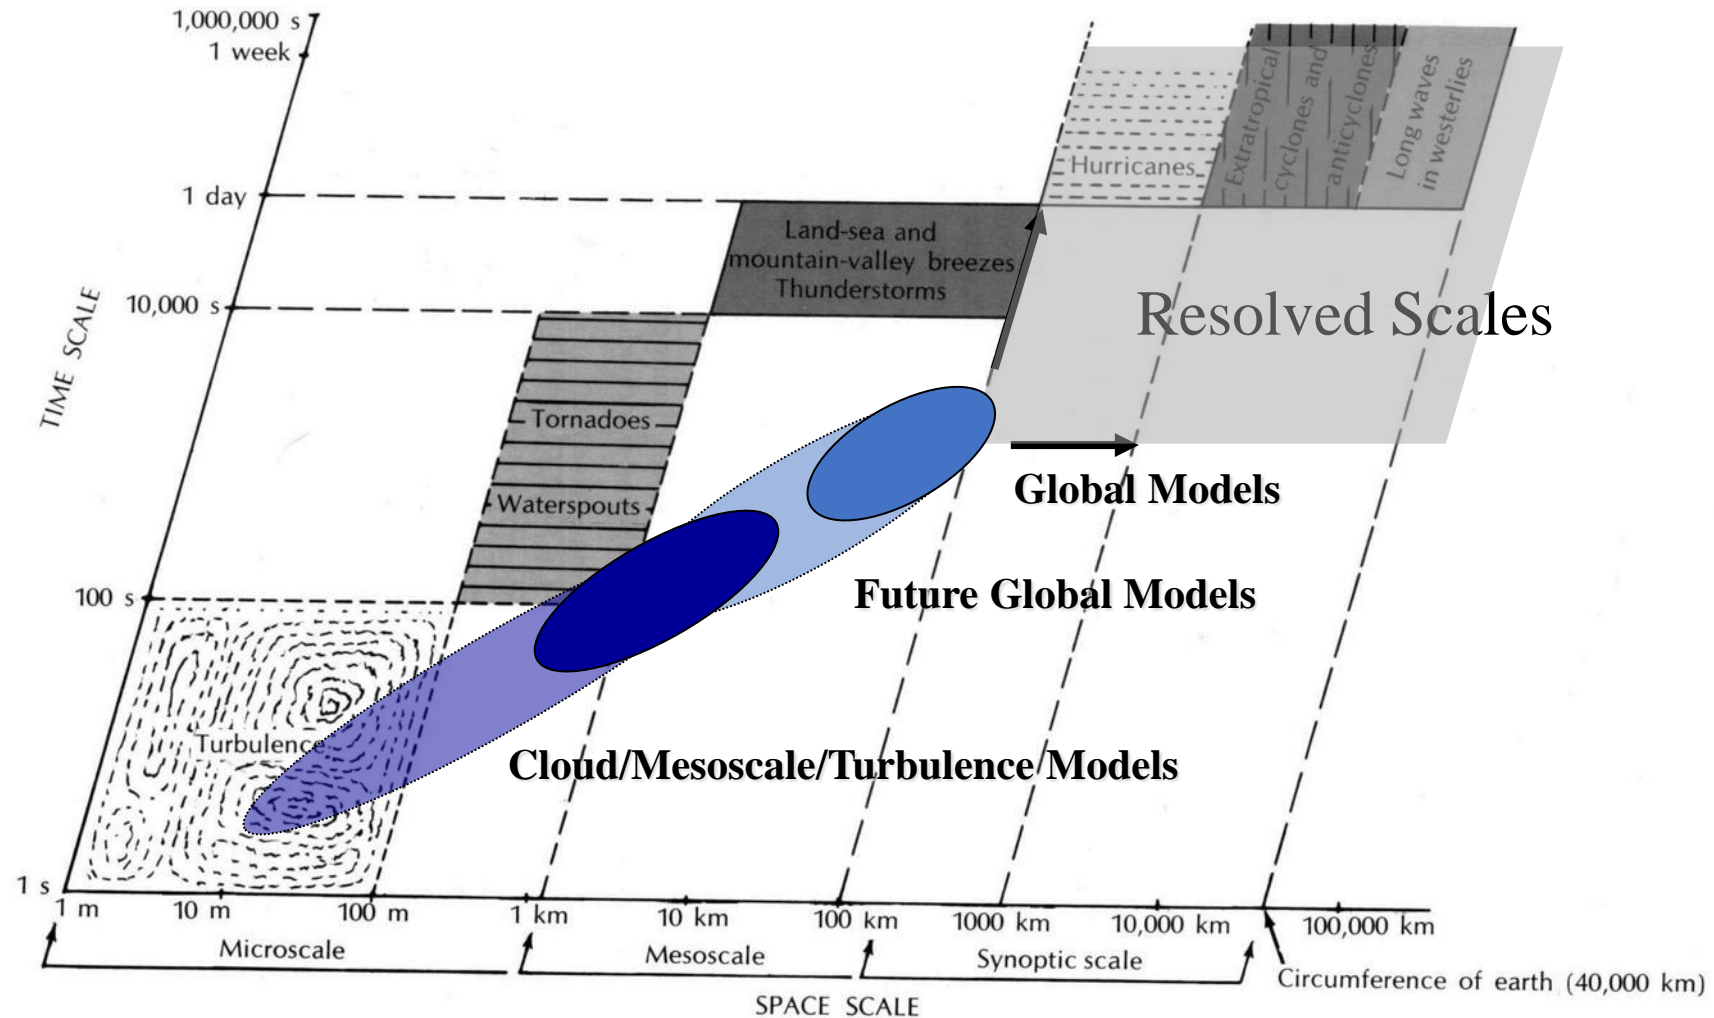 1,000,000 s
1 week
1 day
10,000 s
100 s
1 s
TIME SCALE
Hurricanes
Extratropical
cyclones and
anticyclones
Long waves
in westerlies
Land-sea and
mountain-valley breezes
Thunderstorms
Resolved Scales
Tornadoes
Waterspouts
Global Models
Future Global Models
Turbulence
Cloud/Mesoscale/Turbulence Models
1 m
10 m
100 m
1 km
10 km
100 km
1000 km
10,000 km
100,000 km
Microscale
Mesoscale
Synoptic scale
Circumference of earth (40,000 km)
SPACE SCALE